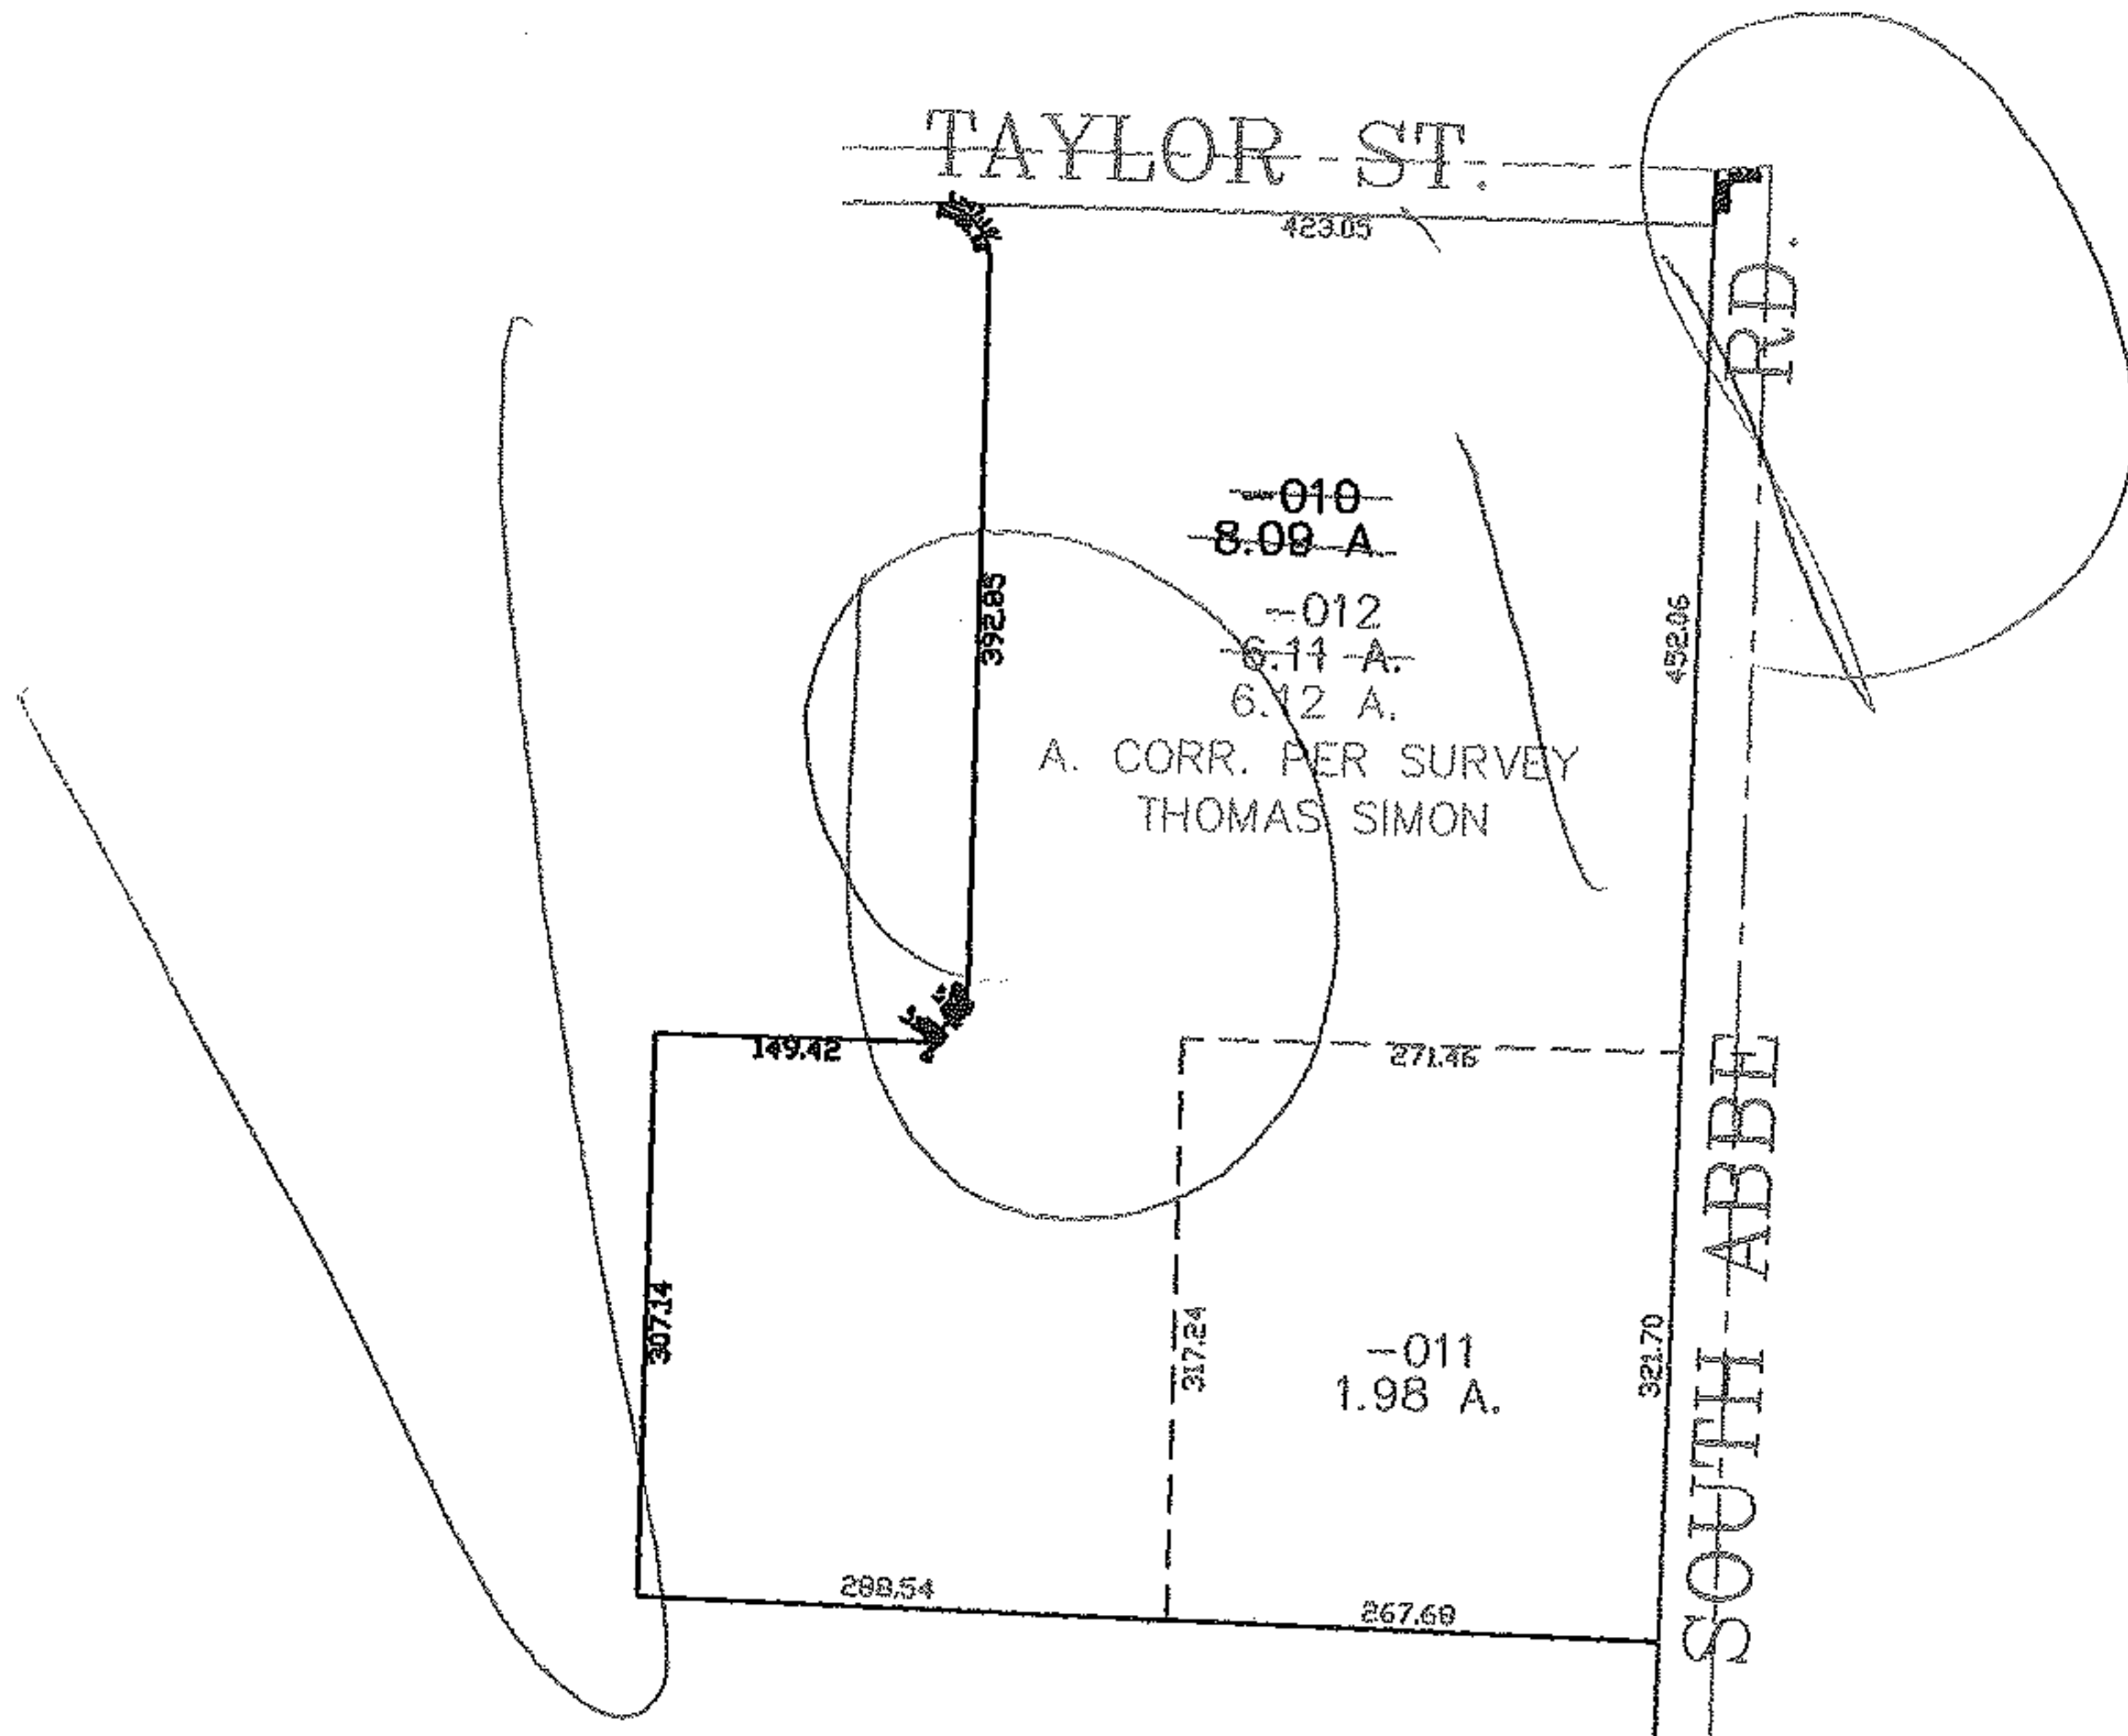 TAYLOR ST.
423.05
RD.
-010
8.09 A
392.85
-012
6.11 A.
452.06
6.12 A.
A. CORR. PER SURVEY
THOMAS SIMON
149.42
271.46
SOUTH ABBE
307.14
317.24
-011
1.98 A.
321.70
288.54
267.68